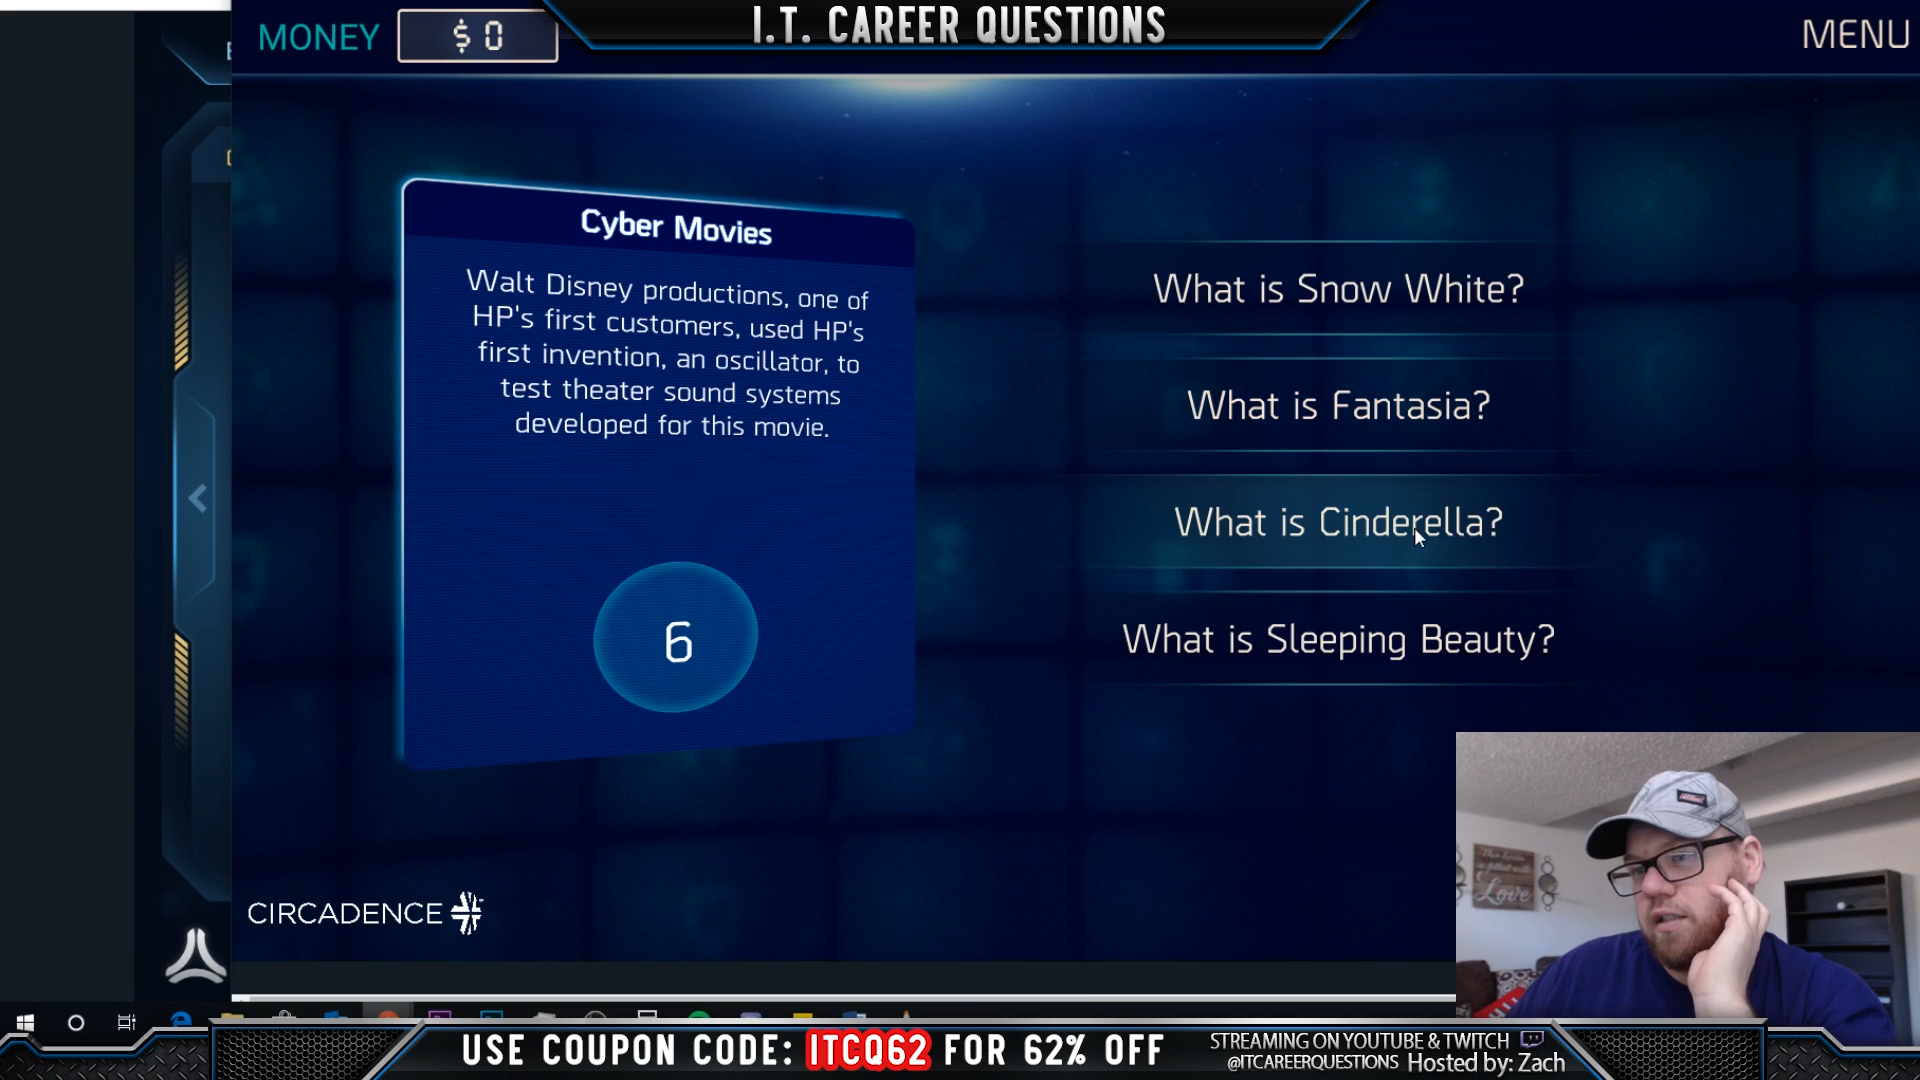 I.T. CAREER QUESTIONS
MONEY
$ 0
MENU
Cyber Movies
Walt Disney productions, one of
HP's first customers, used HP's
first invention, an oscillator, to
test theater sound systems
developed for this movie.
6
What is Snow White?
What is Fantasia?
What is Cinderella?
What is Sleeping Beauty?
CIRCADENCE
Love
USE COUPON CODE: ITCQ62 FOR 62% OFF
STREAMING ON YOUTUBE & TWITCH
@ITCAREERQUESTIONS Hosted by: Zach